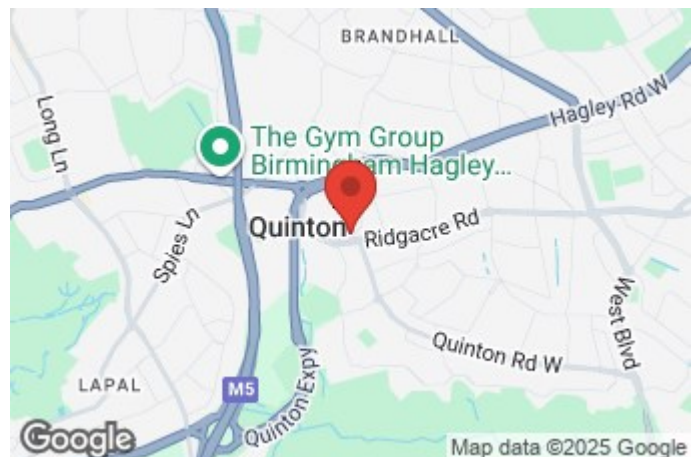 BRANDHALL
Long Ln
Hagley Rd W
The Gym Group
Birmingham Hagley...
Quinton
Ridgacre Rd
Spies Ln
West Blvd
Quinton Rd W
LAPAL
M5
Quinton Expy
Google
Map data ©2025 Google